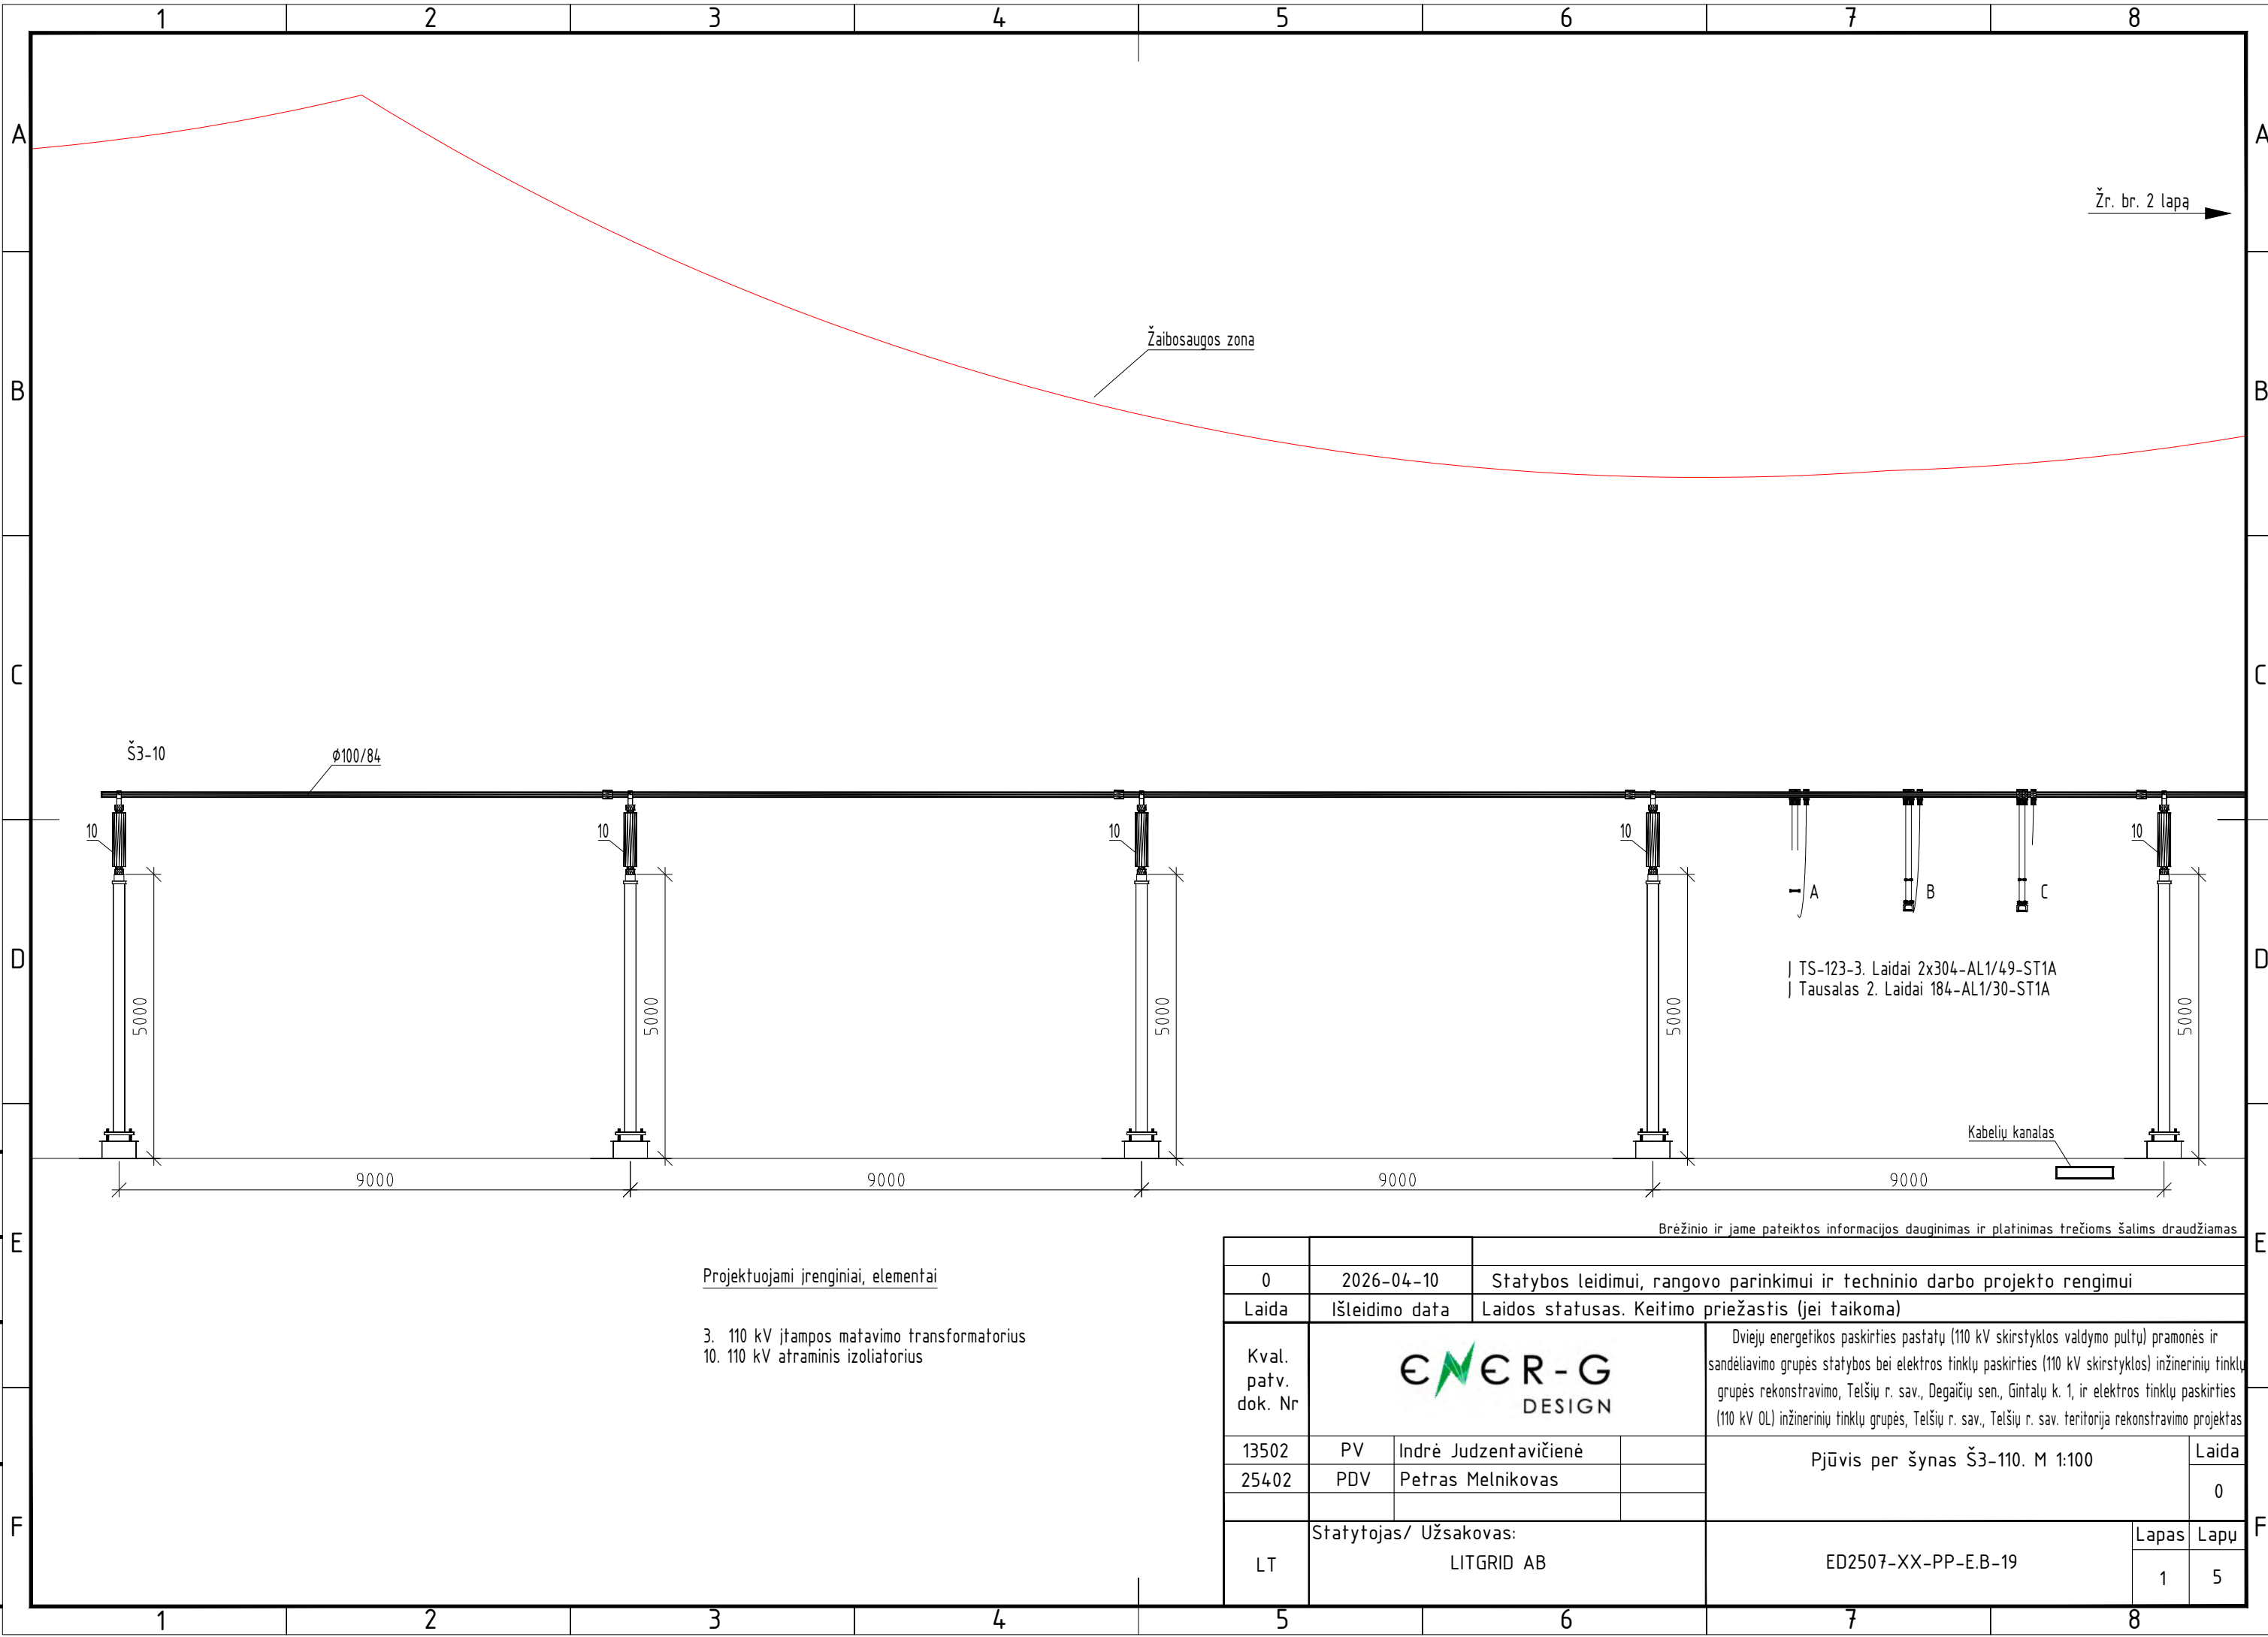 1 2 3 4 5 6 7 8
A A
Žr. br. 2 lapą
Žaibosaugos zona
B B
C C
Š3-10
ø100/84
10 10 10 10 10
A B C
D D
Į TS-123-3. Laidai 2x304-AL1/49-ST1A
Į Tausalas 2. Laidai 184-AL1/30-ST1A
5000 5000 5000 5000 5000
Kabelių kanalas
9000 9000 9000 9000
Brėžinio ir jame pateiktos informacijos dauginimas ir platinimas trečioms šalims draudžiamas
E E
Projektuojami įrenginiai, elementai
3. 110 kV įtampos matavimo transformatorius
10. 110 kV atraminis izoliatorius
0 2026-04-10 Statybos leidimui, rangovo parinkimui ir techninio darbo projekto rengimui
Laida Išleidimo data Laidos statusas. Keitimo priežastis (jei taikoma)
Kval.
patv.
dok. Nr
ENER-G
DESIGN
Dviejų energetikos paskirties pastatų (110 kV skirstyklos valdymo pultų) pramonės ir
sandėliavimo grupės statybos bei elektros tinklų paskirties (110 kV skirstyklos) inžinerinių tinklų
grupės rekonstravimo, Telšių r. sav., Degaičių sen., Gintalų k. 1, ir elektros tinklų paskirties
(110 kV OL) inžinerinių tinklų grupės, Telšių r. sav., Telšių r. sav. teritorija rekonstravimo projektas
13502 PV Indrė Judzentavičienė
25402 PDV Petras Melnikovas
Pjūvis per šynas Š3-110. M 1:100
Laida
0
F F
LT
Statytojas/ Užsakovas:
LITGRID AB
ED2507-XX-PP-E.B-19
Lapas Lapų
1 5
1 2 3 4 5 6 7 8